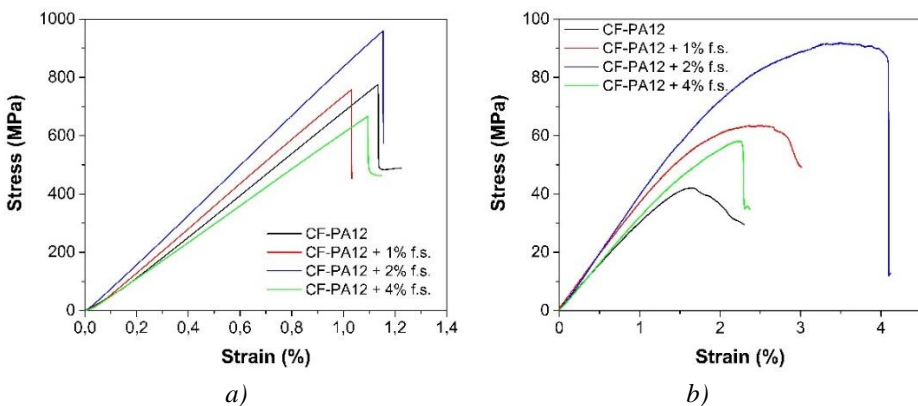 1000
800
600
400
200
0
Stress (MPa)
CF-PA12
CF-PA12 + 1% f.s.
CF-PA12 + 2% f.s.
CF-PA12 + 4% f.s.
0,0 0,2 0,4 0,6 0,8 1,0 1,2 1,4
Strain (%)
a)
100
80
60
40
20
0
Stress (MPa)
CF-PA12
CF-PA12 + 1% f.s.
CF-PA12 + 2% f.s.
CF-PA12 + 4% f.s.
0 1 2 3 4
Strain (%)
b)